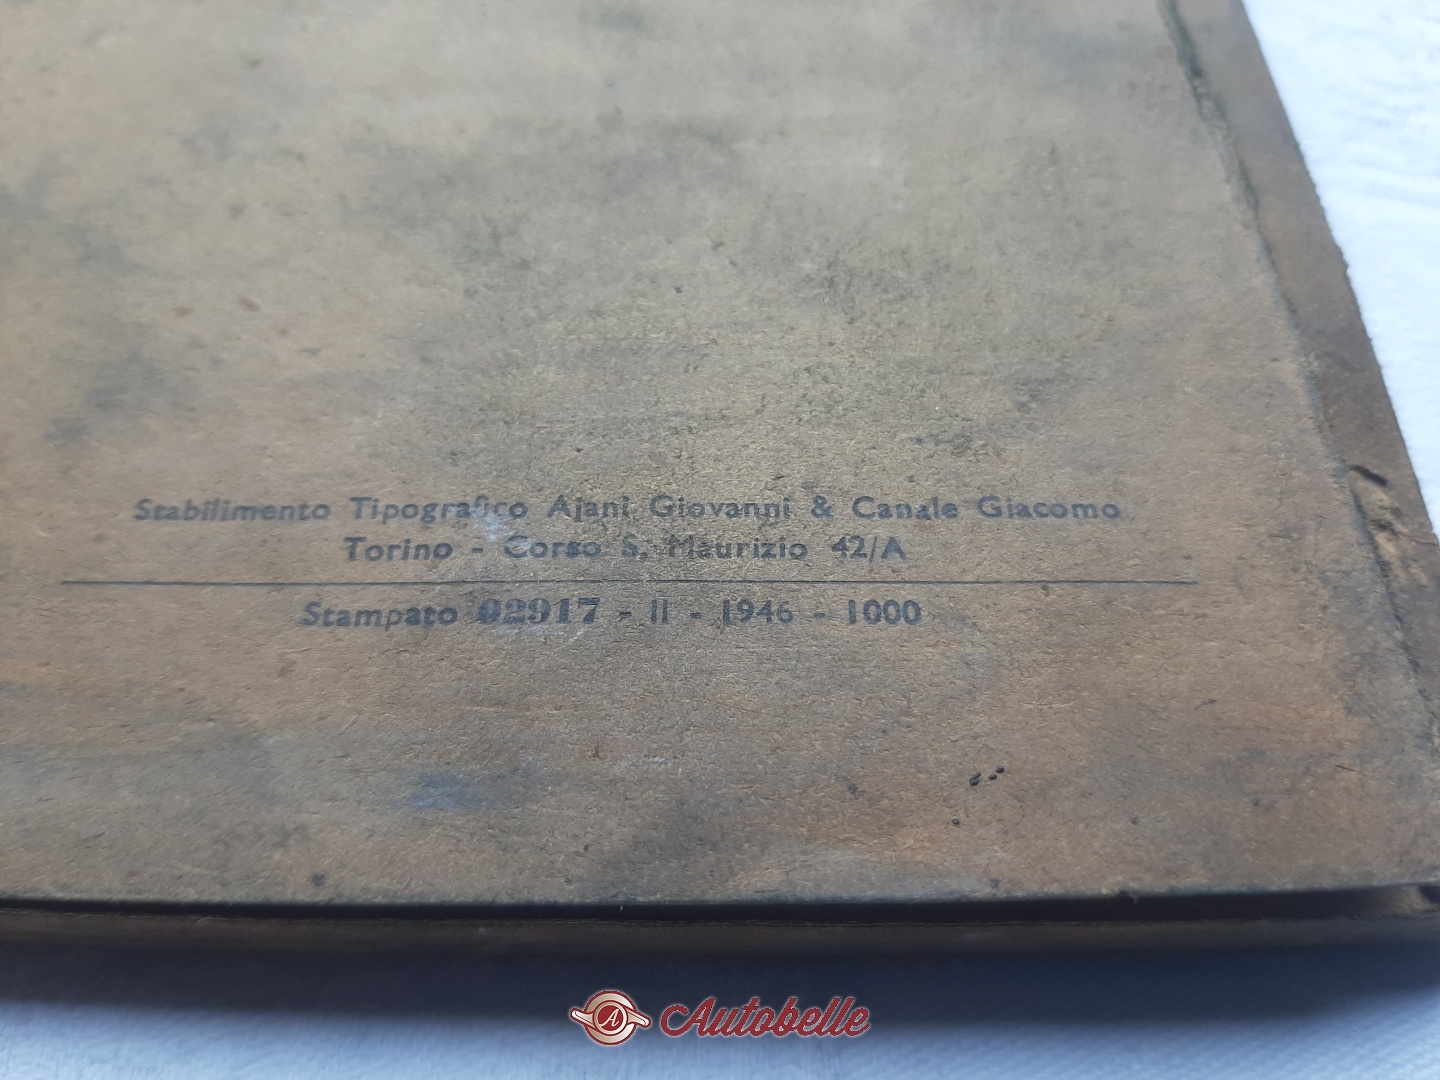 Stabilimento Tipografico Ajani Giovanni & Canale Giacomo
Torino - Corso S. Maurizio 42/A
Stampato 02917 - II - 1946 - 1000
A Autobelle